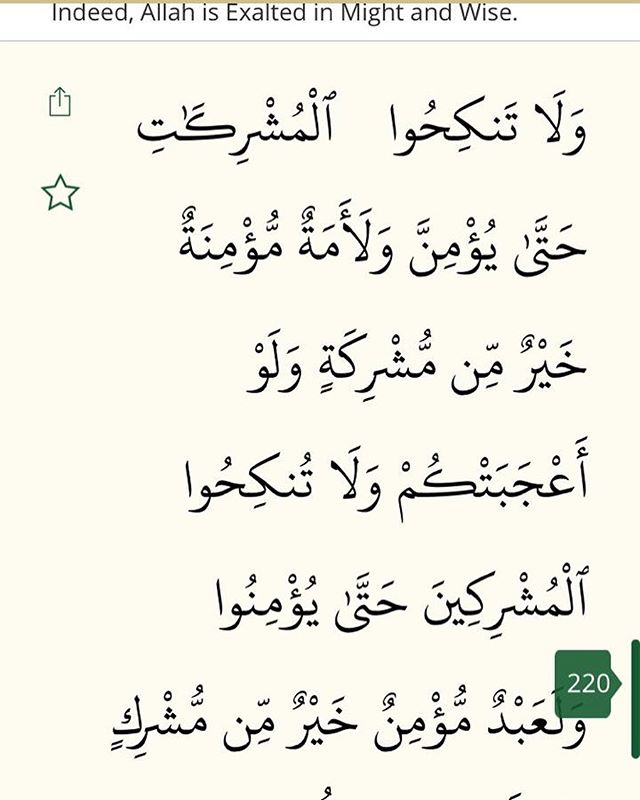 Indeed, Allah is Exalted in Might and Wise.
وَلَا تَنكِحُوا ٱلْمُشْرِكَٰتِ
حَتَّىٰ يُؤْمِنَّ وَلَأَمَةٌ مُّؤْمِنَةٌ
خَيْرٌ مِّن مُّشْرِكَةٍ وَلَوْ
أَعْجَبَتْكُمْ وَلَا تُنكِحُوا
ٱلْمُشْرِكِينَ حَتَّىٰ يُؤْمِنُوا
220
وَلَعَبْدٌ مُّؤْمِنٌ خَيْرٌ مِّن مُّشْرِكٍ